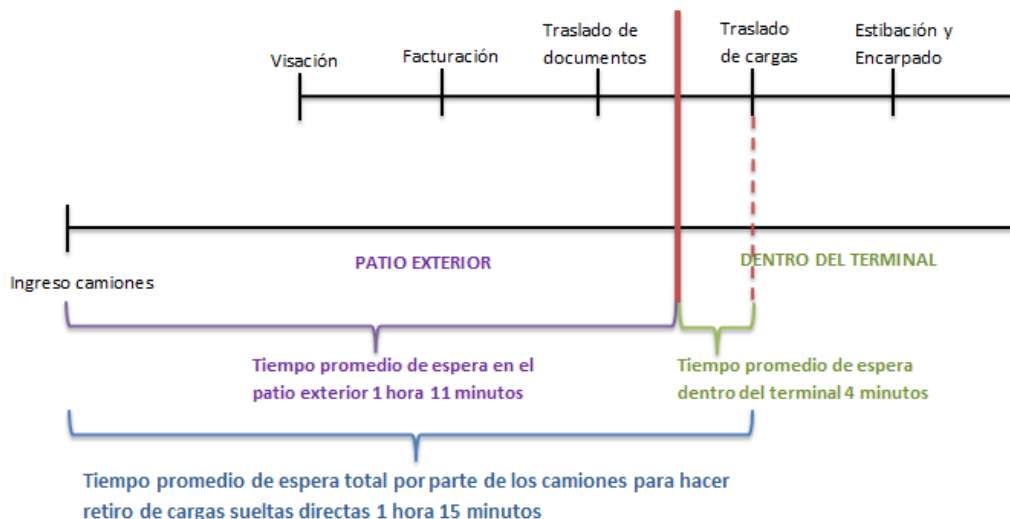 Visación
Facturación
Traslado de
documentos
Traslado
de cargas
Estibación y
Encarpado
PATIO EXTERIOR
DENTRO DEL TERMINAL
Ingreso camiones
Tiempo promedio de espera en el
patio exterior 1 hora 11 minutos
Tiempo promedio de espera
dentro del terminal 4 minutos
Tiempo promedio de espera total por parte de los camiones para hacer
retiro de cargas sueltas directas 1 hora 15 minutos